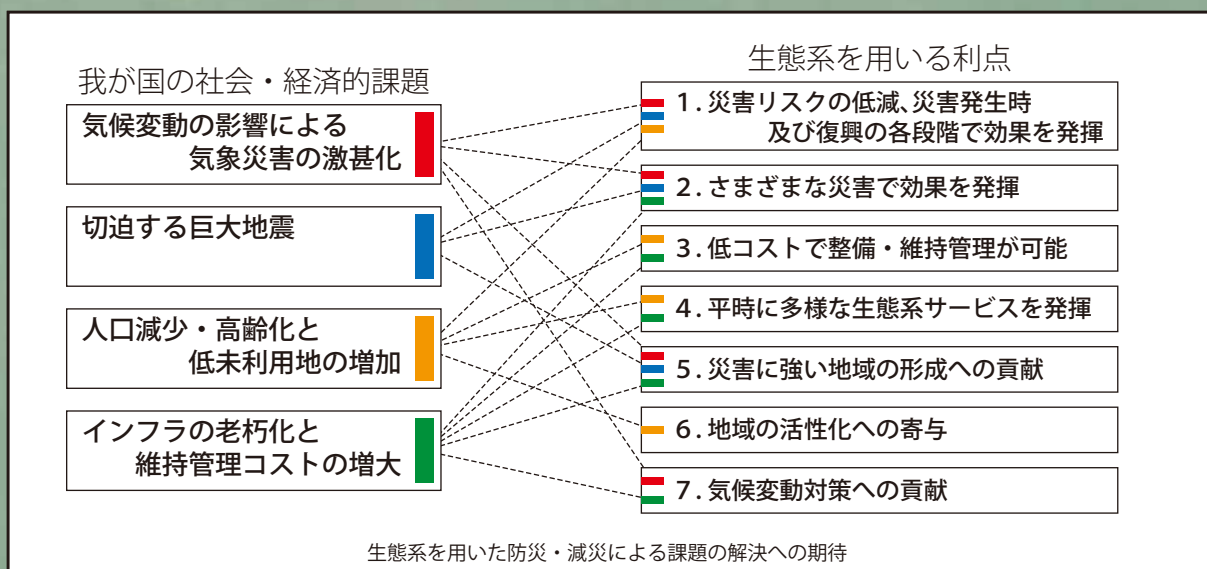 我が国の社会・経済的課題
気候変動の影響による
気象災害の激甚化
切迫する巨大地震
人口減少・高齢化と
低未利用地の増加
インフラの老朽化と
維持管理コストの増大
生態系を用いる利点
1．災害リスクの低減、災害発生時
及び復興の各段階で効果を発揮
2．さまざまな災害で効果を発揮
3．低コストで整備・維持管理が可能
4．平時に多様な生態系サービスを発揮
5．災害に強い地域の形成への貢献
6．地域の活性化への寄与
7．気候変動対策への貢献
生態系を用いた防災・減災による課題の解決への期待